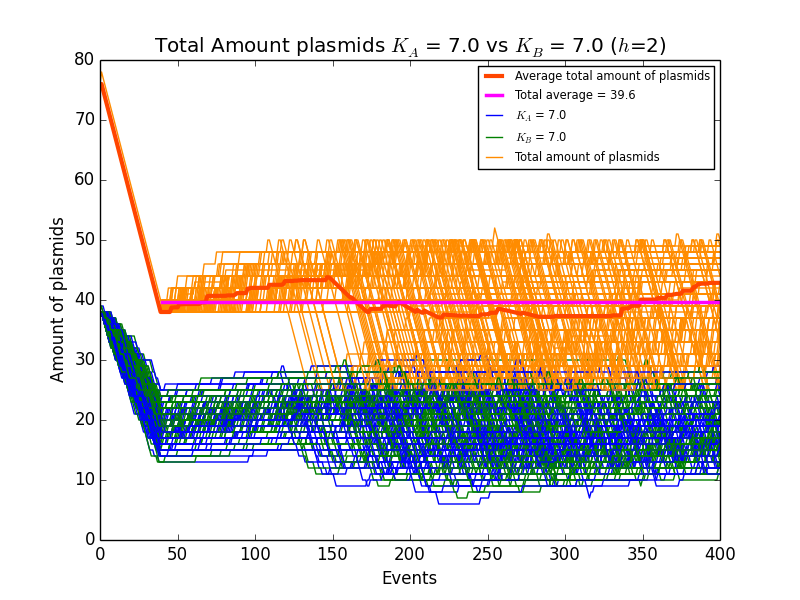 Total Amount plasmids K_A = 7.0 vs K_B = 7.0 (h=2)
Average total amount of plasmids
Total average = 39.6
K_A = 7.0
K_B = 7.0
Total amount of plasmids
Amount of plasmids
80
70
60
50
40
30
20
10
0
0 50 100 150 200 250 300 350 400
Events